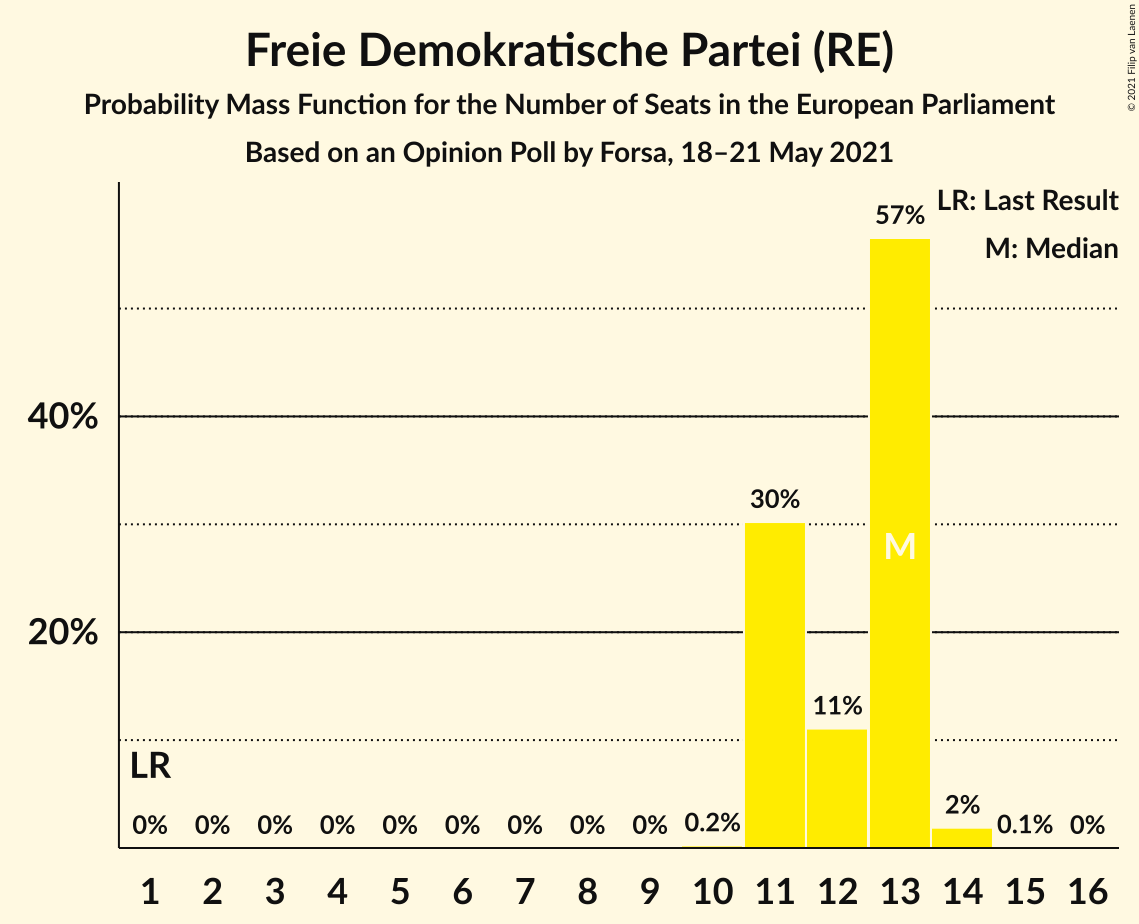 © 2021 Filip van Laenen
Freie Demokratische Partei (RE)
Probability Mass Function for the Number of Seats in the European Parliament
Based on an Opinion Poll by Forsa, 18–21 May 2021
LR: Last Result
57%
M: Median
40%
30%
M
20%
11%
LR
0% 0% 0% 0% 0% 0% 0% 0% 0% 0.2% 2% 0.1% 0%
1 2 3 4 5 6 7 8 9 10 11 12 13 14 15 16